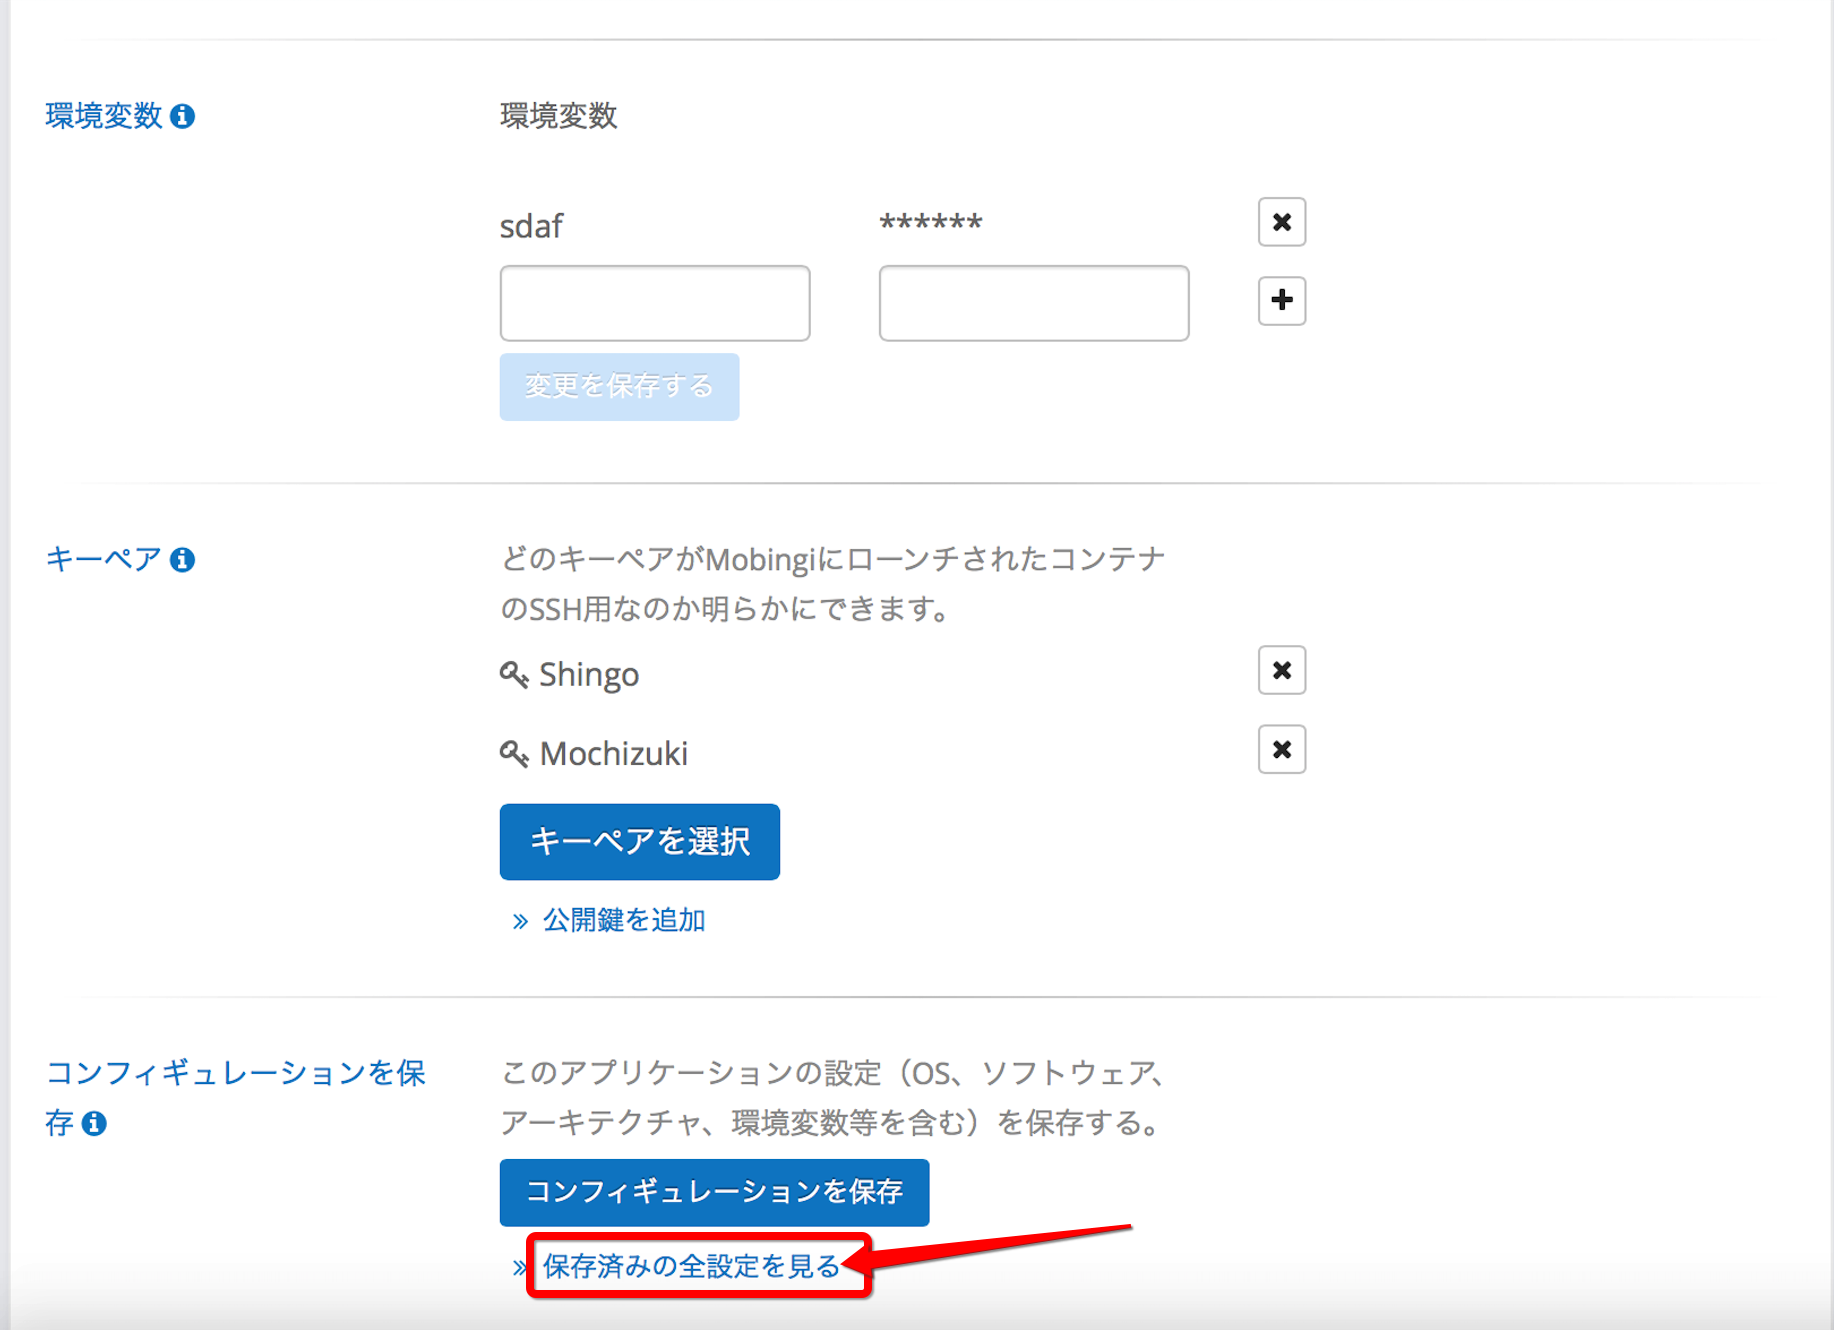 環境変数
環境変数
sdaf
******
変更を保存する
キーペア
どのキーペアがMobingiにローンチされたコンテナ
のSSH用なのか明らかにできます。
Shingo
Mochizuki
キーペアを選択
» 公開鍵を追加
コンフィギュレーションを保
存
このアプリケーションの設定（OS、ソフトウェア、
アーキテクチャ、環境変数等を含む）を保存する。
コンフィギュレーションを保存
» 保存済みの全設定を見る